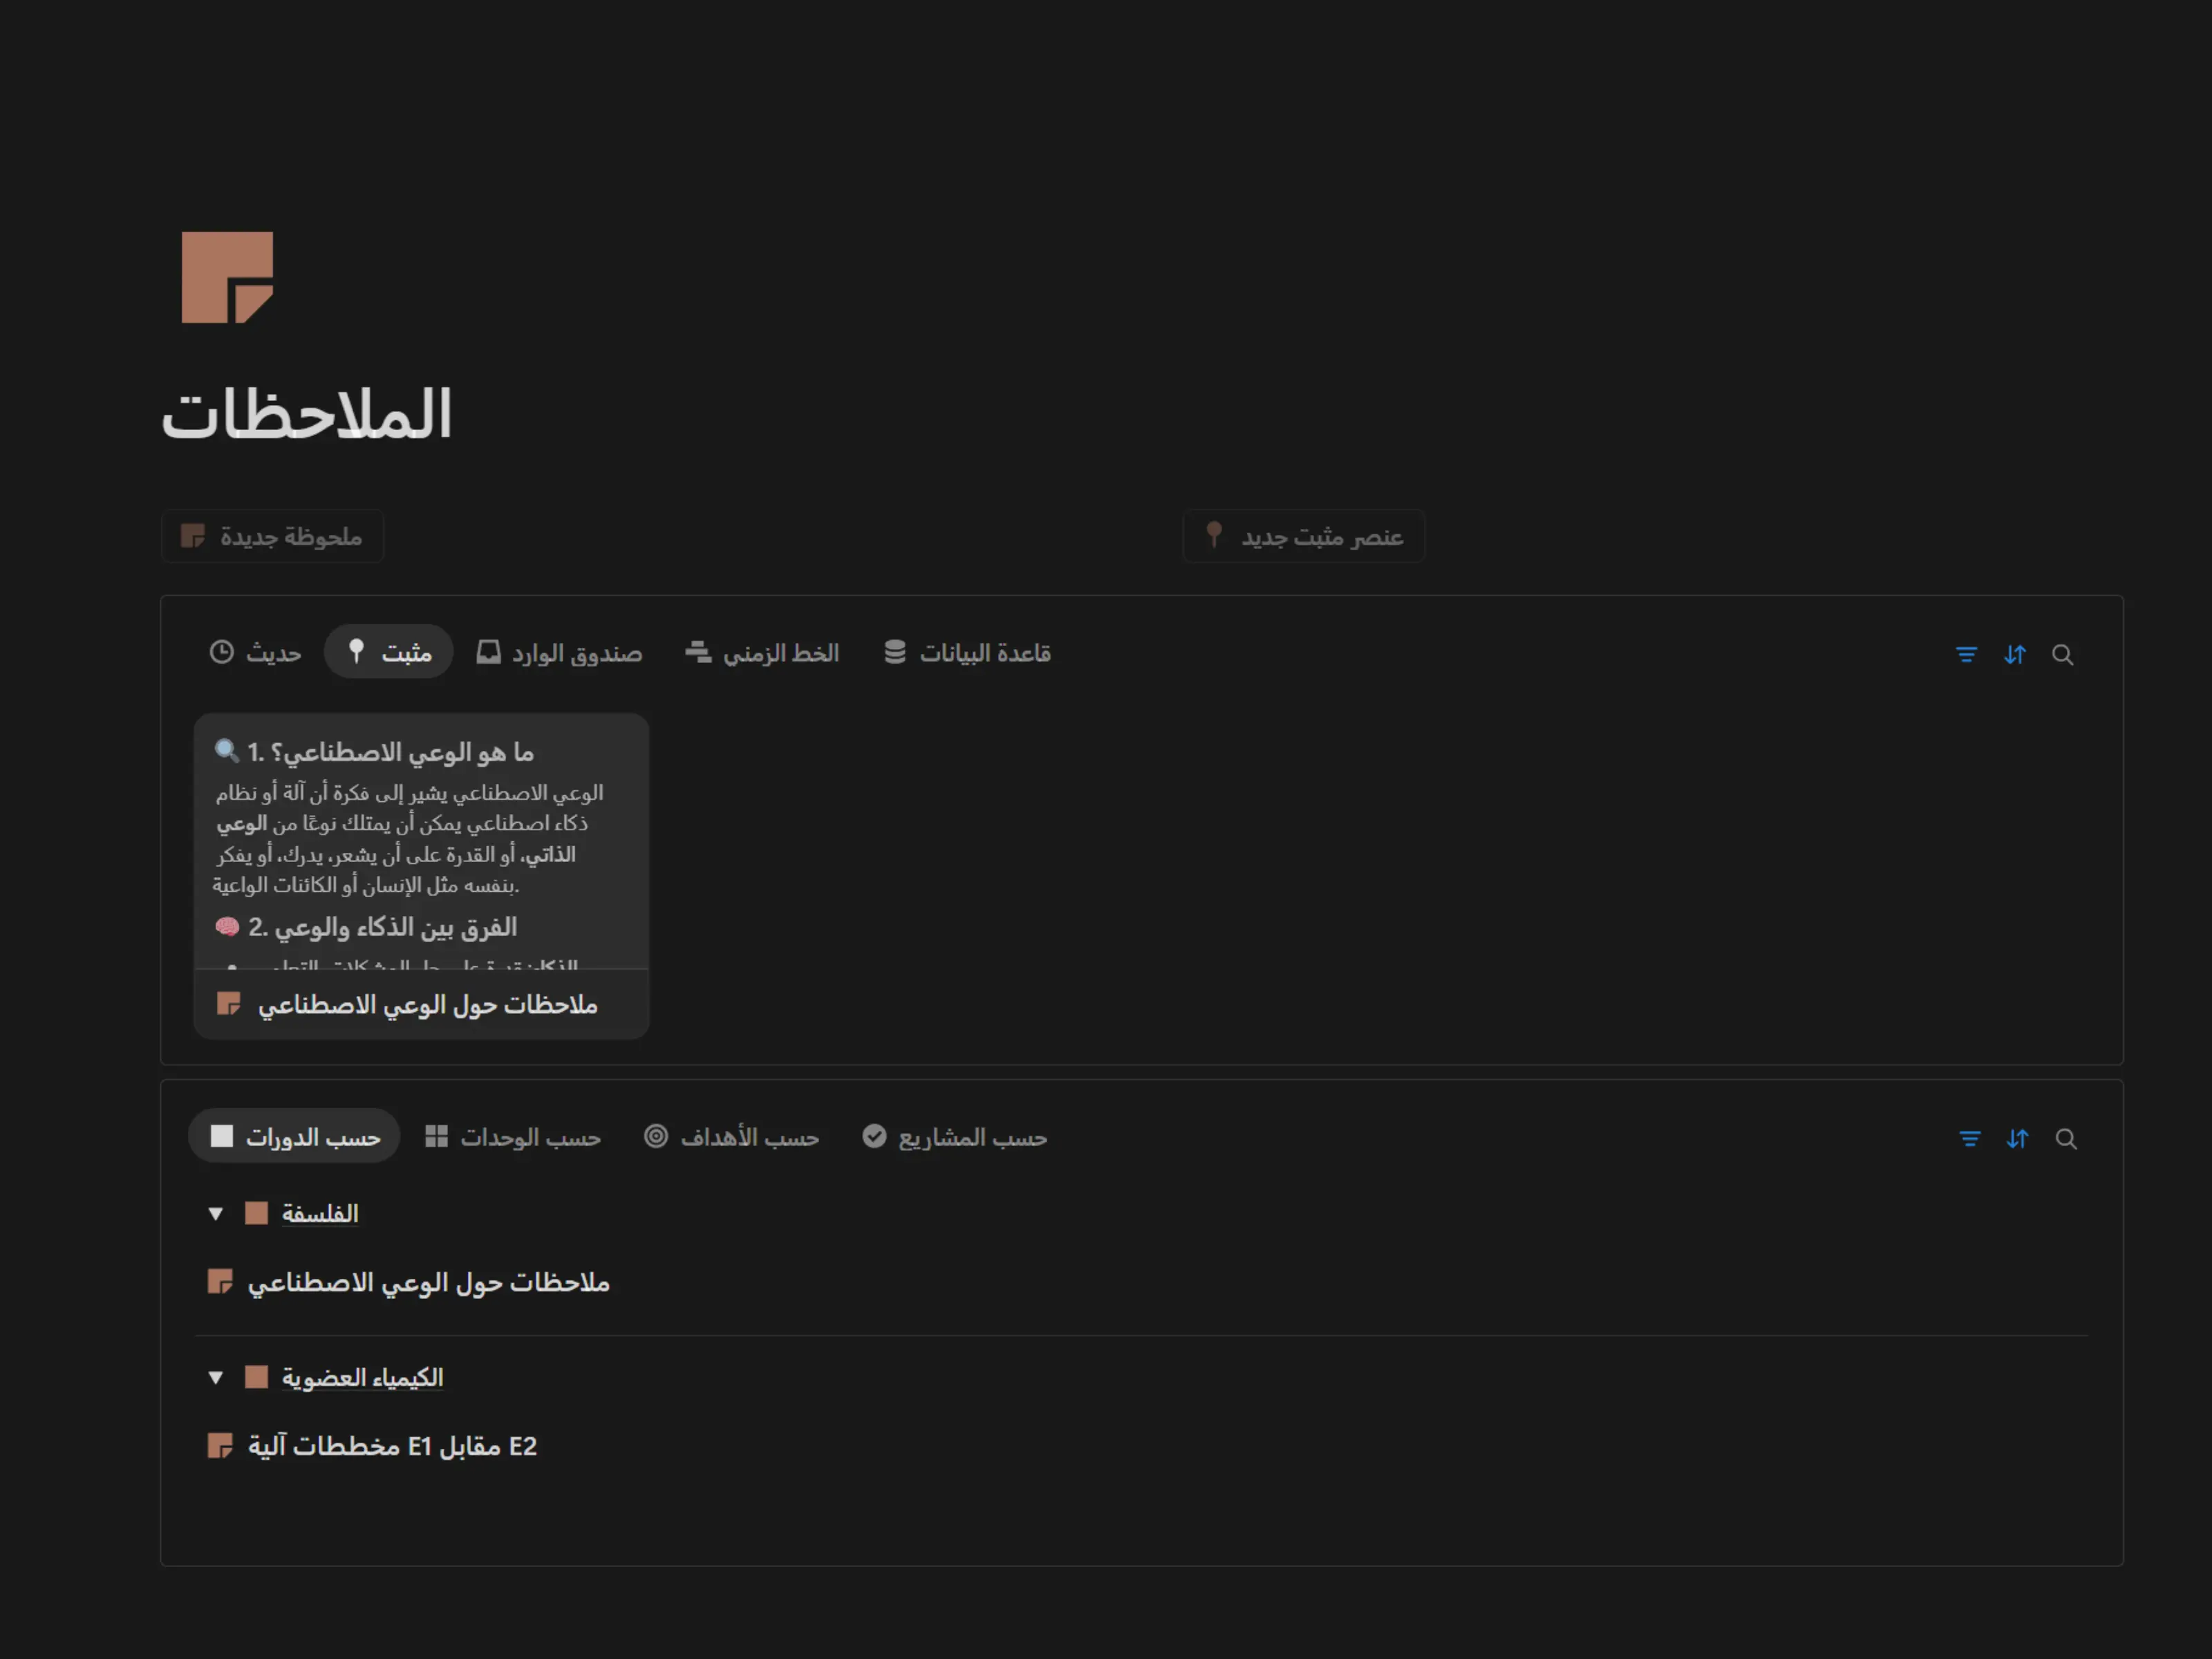 الملاحظات
ملحوظة جديدة
عنصر مثبت جديد
حديث
مثبت
صندوق الوارد
الخط الزمني
قاعدة البيانات
🔍 1. ما هو الوعي الاصطناعي؟
الوعي الاصطناعي يشير إلى فكرة أن آلة أو نظام
ذكاء اصطناعي يمكن أن يمتلك نوعًا من الوعي
الذاتي، أو القدرة على أن يشعر، يدرك، أو يفكر
بنفسه مثل الإنسان أو الكائنات الواعية.
🧠 2. الفرق بين الذكاء والوعي
ملاحظات حول الوعي الاصطناعي
حسب الدورات
حسب الوحدات
حسب الأهداف
حسب المشاريع
الفلسفة
ملاحظات حول الوعي الاصطناعي
الكيمياء العضوية
مخططات آلية E1 مقابل E2